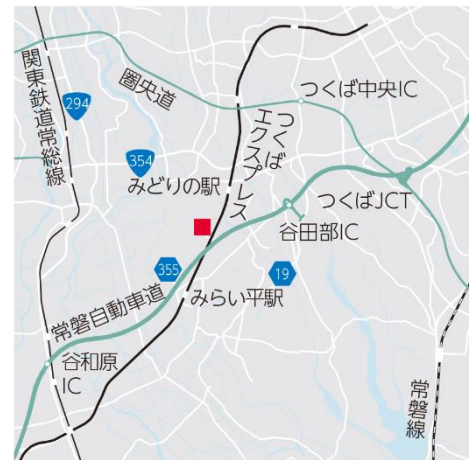 関東鉄道常総線
294
圏央道
つくば中央IC
つくば
エクスプレス
354
みどりの駅
つくばJCT
谷田部IC
355
19
常磐自動車道
みらい平駅
谷和原
IC
常磐線